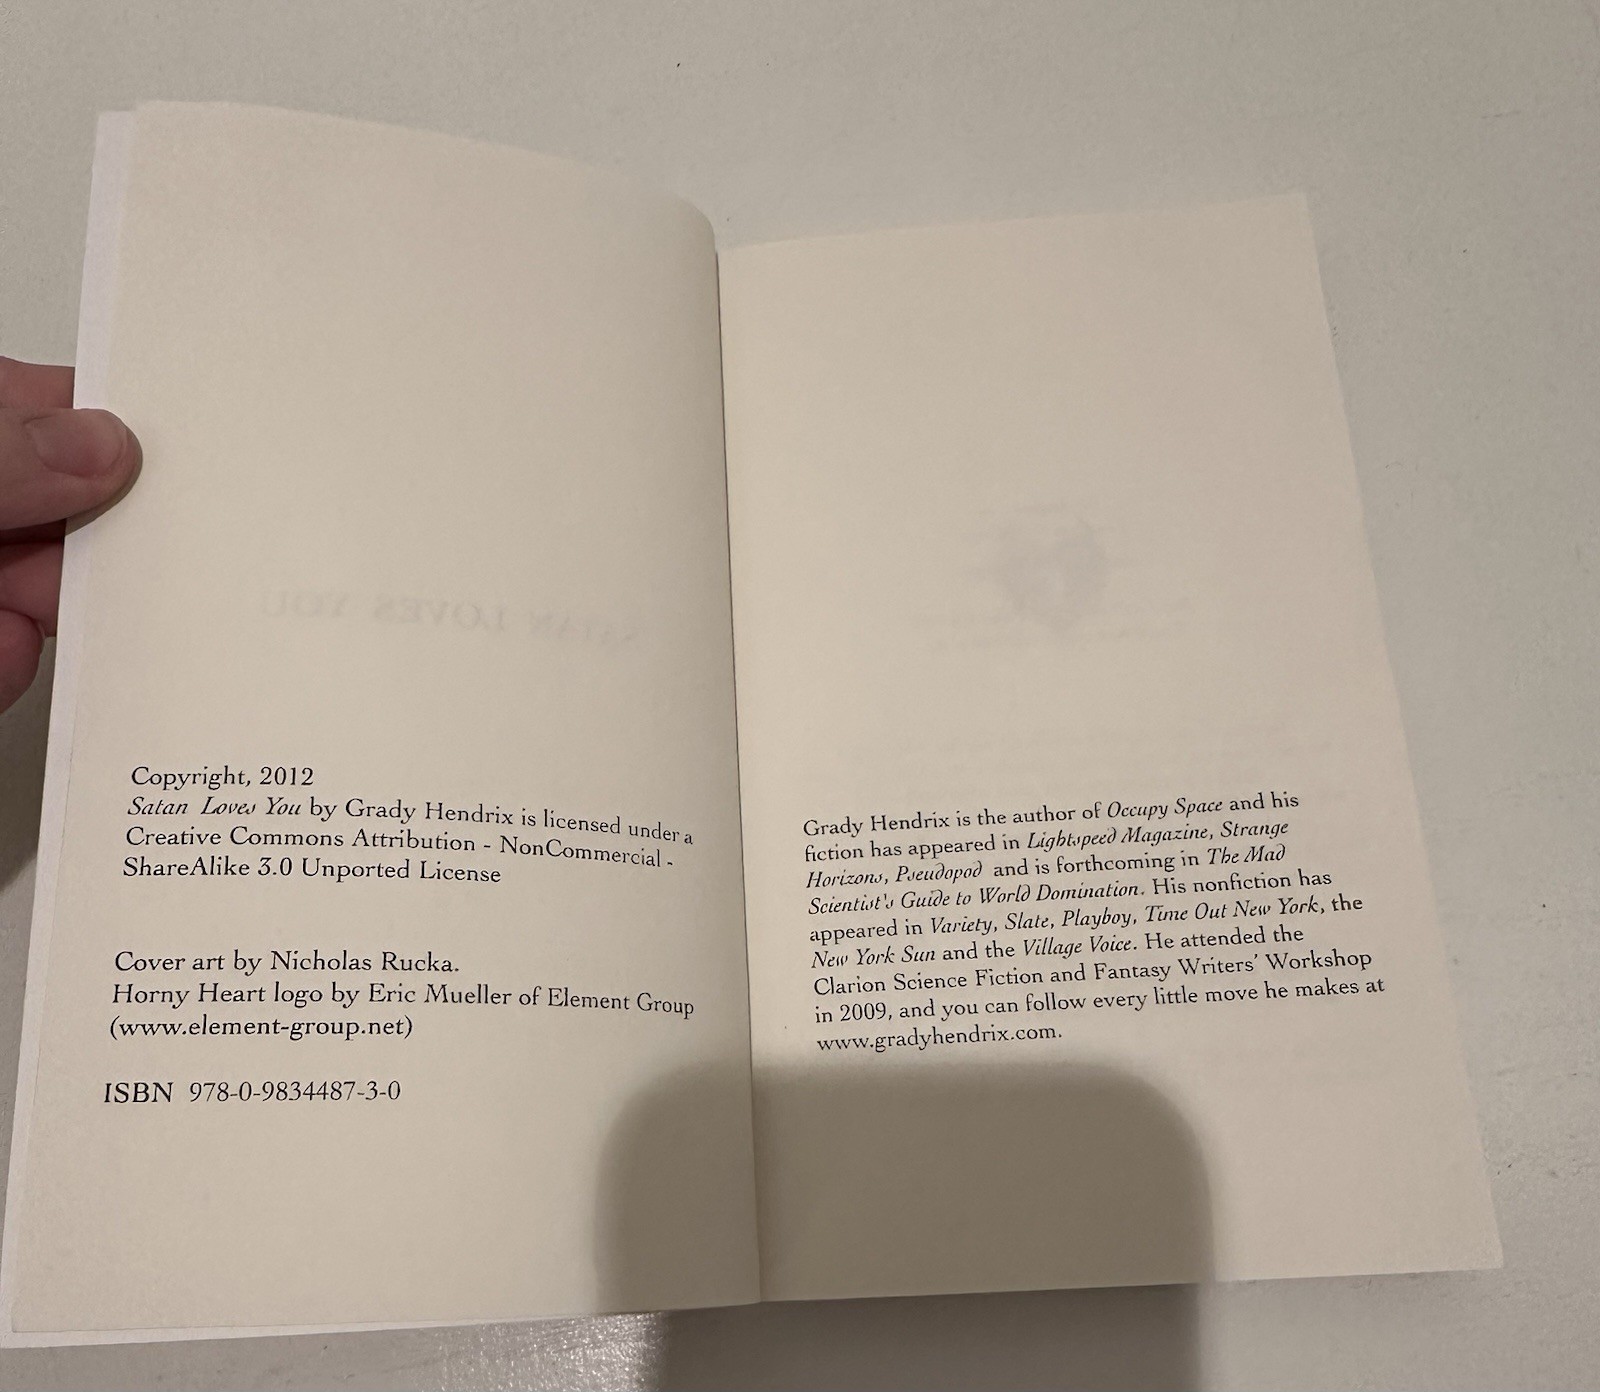 SATAN LOVES YOU
Copyright, 2012
Satan Loves You by Grady Hendrix is licensed under a
Creative Commons Attribution - NonCommercial -
ShareAlike 3.0 Unported License
Cover art by Nicholas Rucka.
Horny Heart logo by Eric Mueller of Element Group
(www.element-group.net)
ISBN 978-0-9834487-3-0
Grady Hendrix is the author of Occupy Space and his
fiction has appeared in Lightspeed Magazine, Strange
Horizons, Pseudopod and is forthcoming in The Mad
Scientist's Guide to World Domination. His nonfiction has
appeared in Variety, Slate, Playboy, Time Out New York, the
New York Sun and the Village Voice. He attended the
Clarion Science Fiction and Fantasy Writers' Workshop
in 2009, and you can follow every little move he makes at
www.gradyhendrix.com.